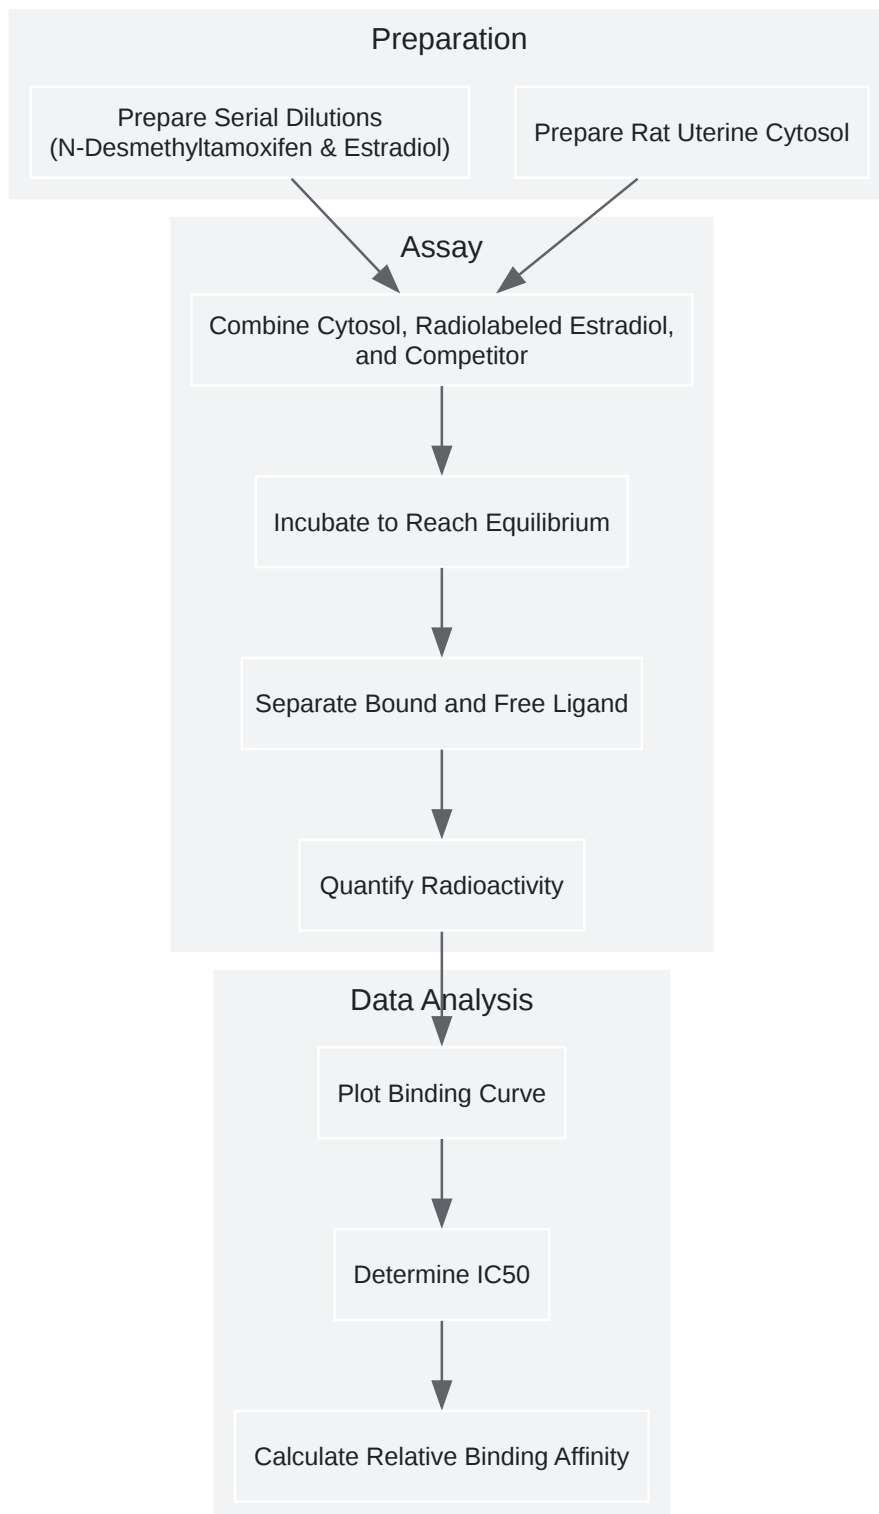 Preparation
Prepare Serial Dilutions
(N-Desmethyltamoxifen & Estradiol)
Prepare Rat Uterine Cytosol
Assay
Combine Cytosol, Radiolabeled Estradiol,
and Competitor
Incubate to Reach Equilibrium
Separate Bound and Free Ligand
Quantify Radioactivity
Data Analysis
Plot Binding Curve
Determine IC50
Calculate Relative Binding Affinity